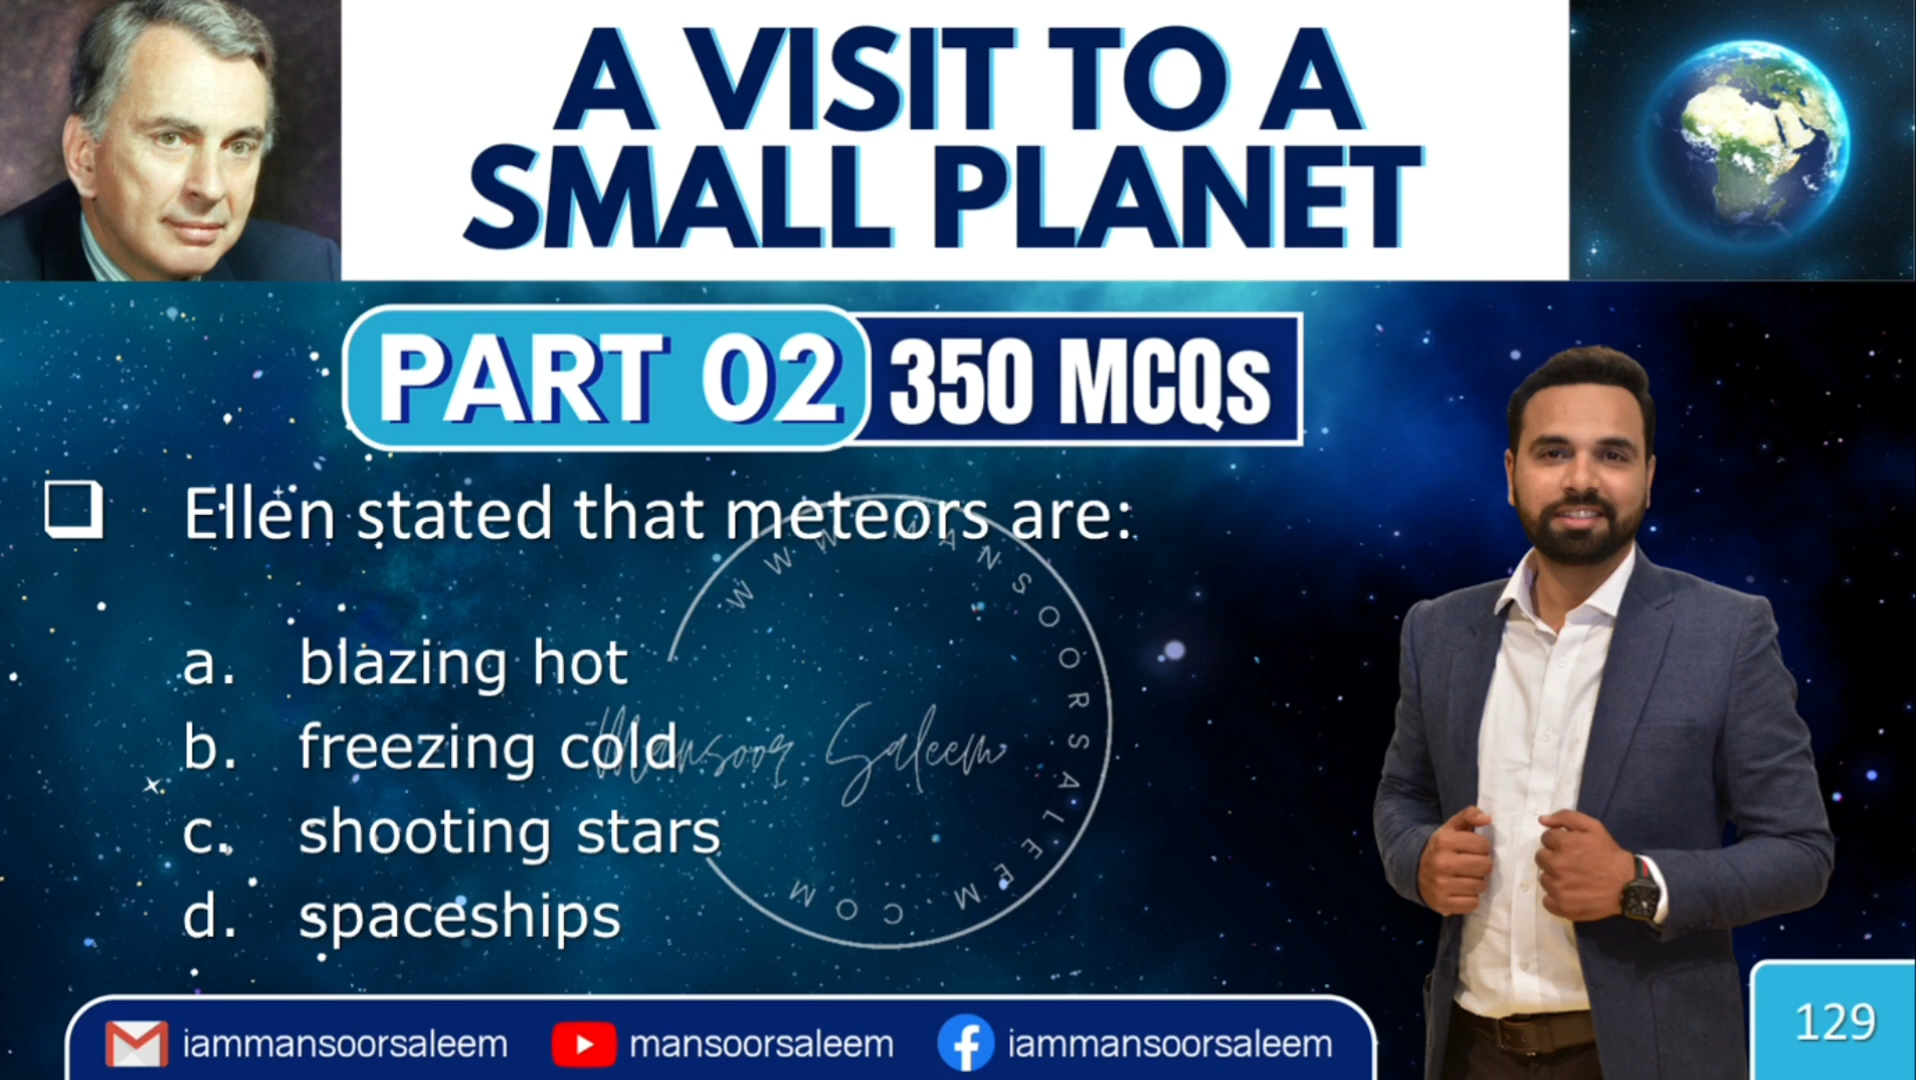 A VISIT TO A
SMALL PLANET
PART 02 350 MCQs
❑ Ellen stated that meteors are:
a. blazing hot
b. freezing cold
c. shooting stars
d. spaceships
WWW.MANSOORSALEEM.COM
Mansoor Saleem
iammansoorsaleem mansoorsaleem iammansoorsaleem
129